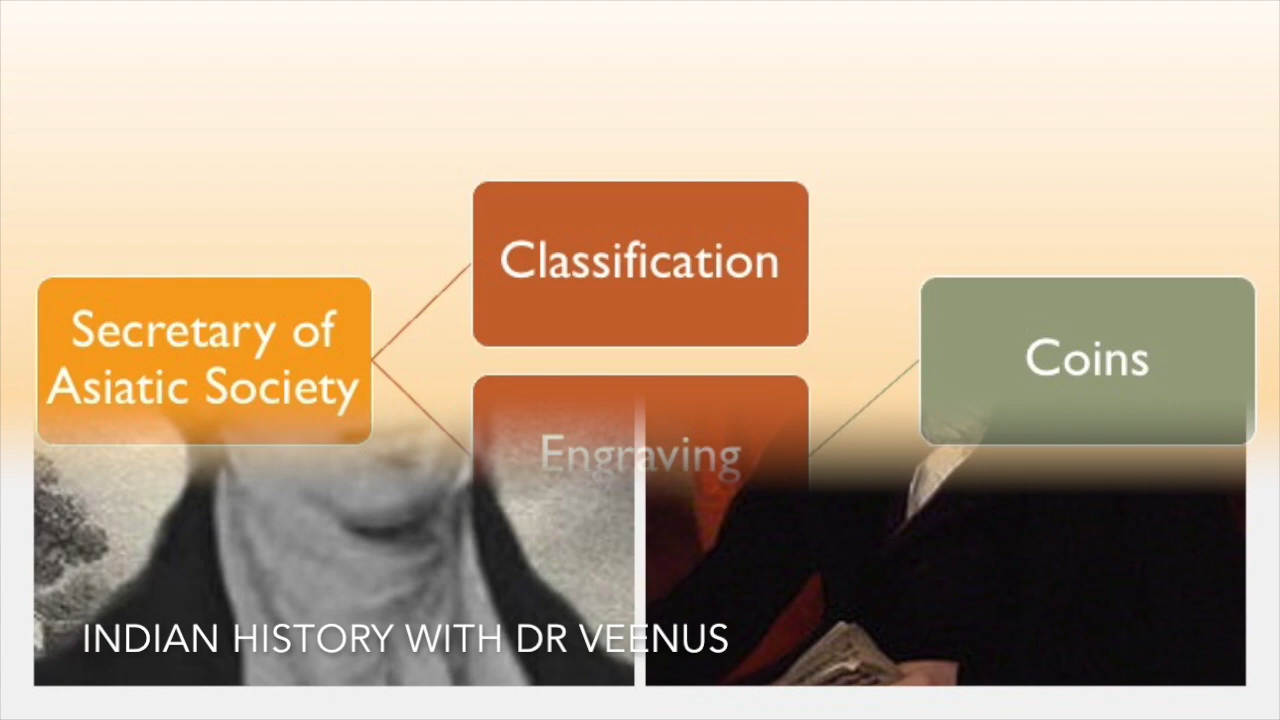 Classification
Secretary of
Asiatic Society
Coins
Engraving
INDIAN HISTORY WITH DR VEENUS